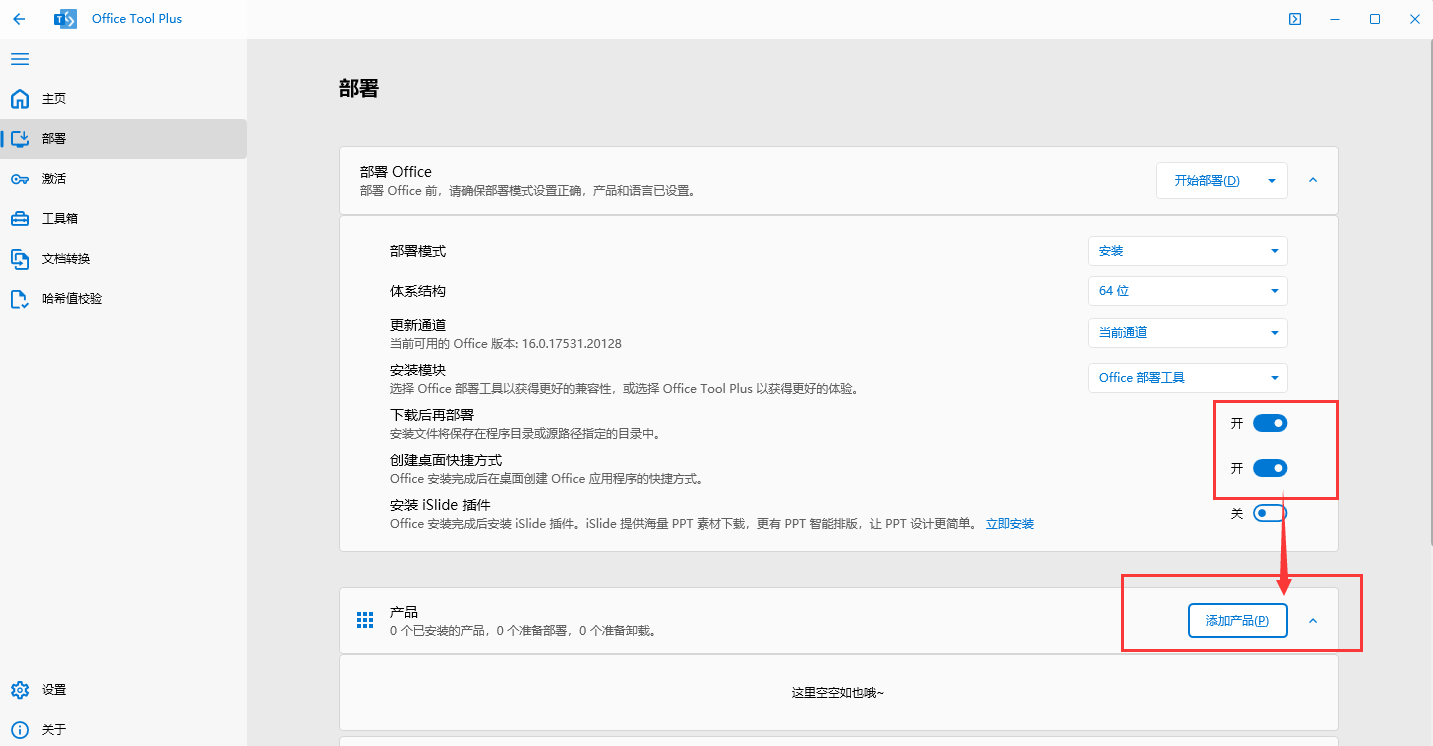 Office Tool Plus
主页
部署
激活
工具箱
文档转换
哈希值校验
设置
关于
部署
部署 Office
部署 Office 前，请确保部署模式设置正确，产品和语言已设置。
开始部署(D)
部署模式
安装
体系结构
64 位
更新通道
当前可用的 Office 版本: 16.0.17531.20128
当前通道
安装模块
选择 Office 部署工具以获得更好的兼容性，或选择 Office Tool Plus 以获得更好的体验。
Office 部署工具
下载后再部署
安装文件将保存在程序目录或源路径指定的目录中。
开
创建桌面快捷方式
Office 安装完成后在桌面创建 Office 应用程序的快捷方式。
开
安装 iSlide 插件
Office 安装完成后安装 iSlide 插件。iSlide 提供海量 PPT 素材下载，更有 PPT 智能排版，让 PPT 设计更简单。 立即安装
关
产品
0 个已安装的产品，0 个准备部署，0 个准备卸载。
添加产品(P)
这里空空如也哦~